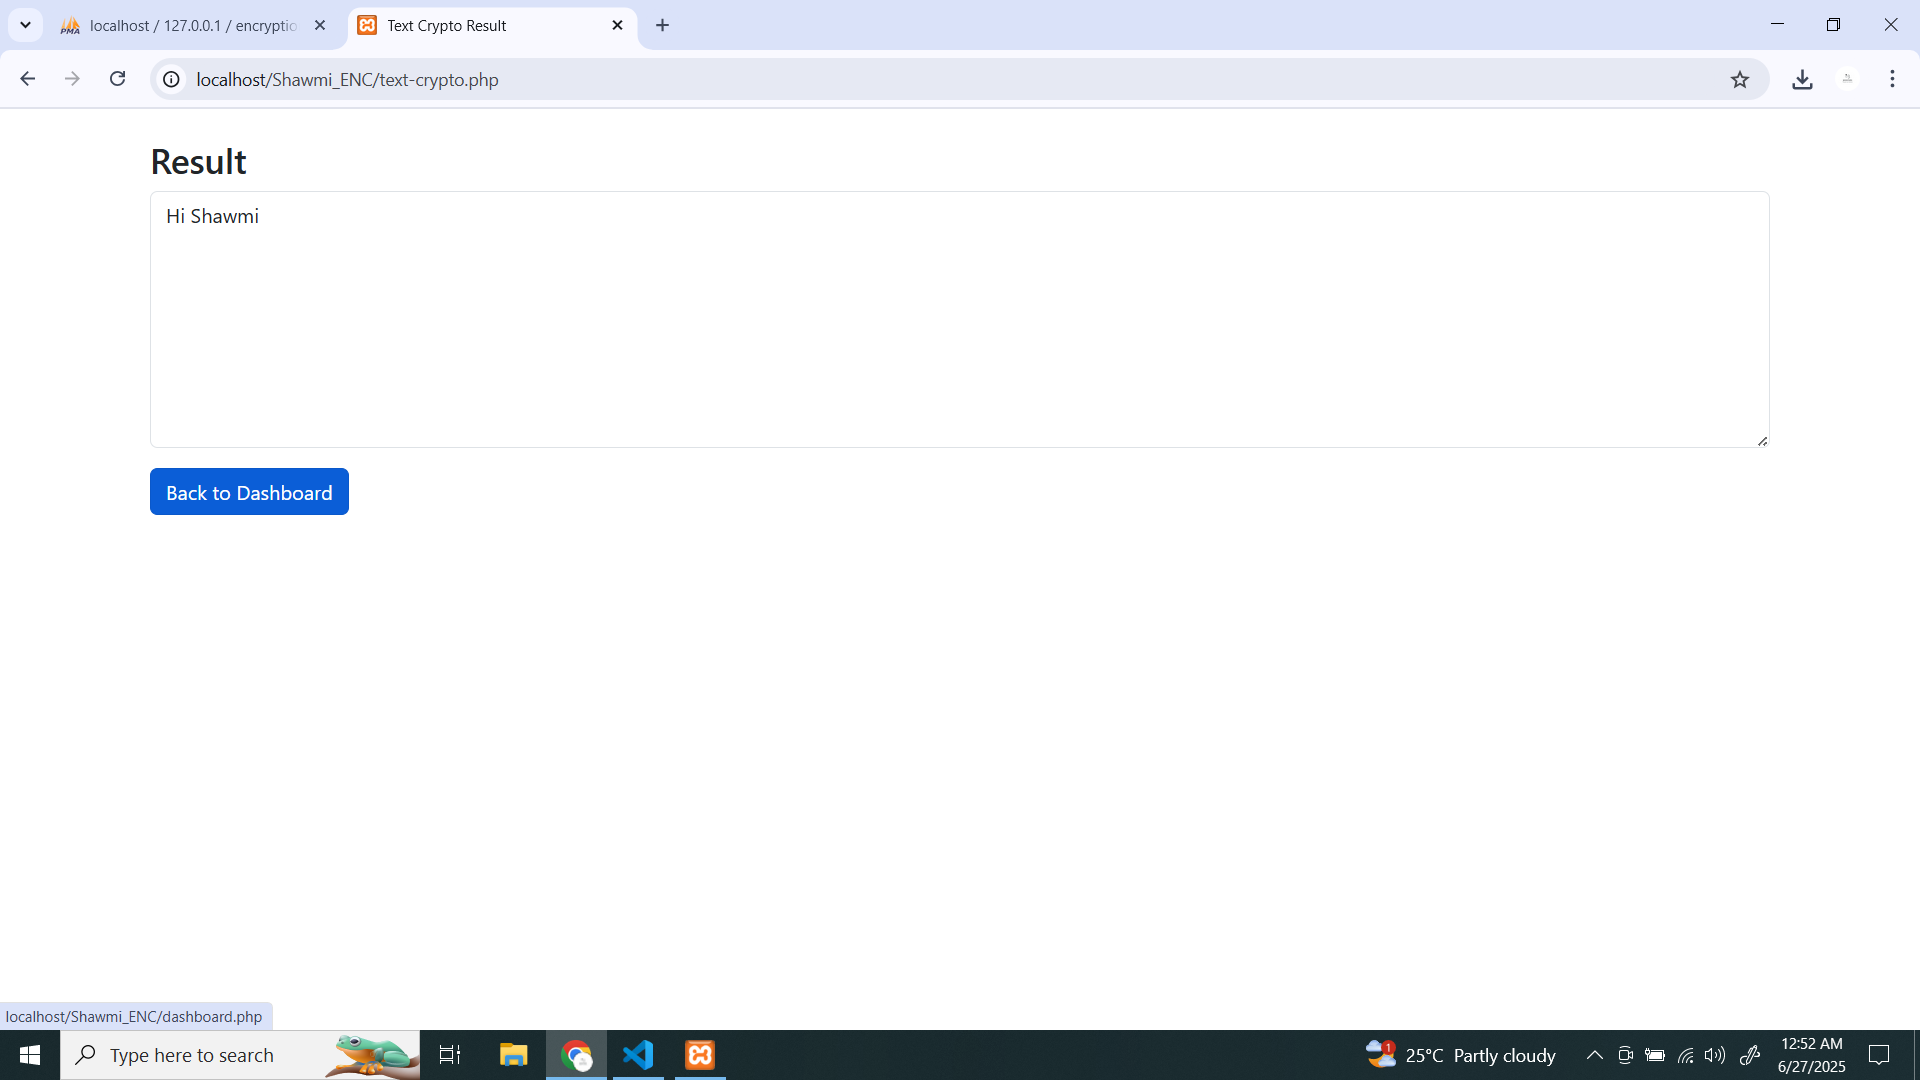 localhost / 127.0.0.1 / encryptio
Text Crypto Result
localhost/Shawmi_ENC/text-crypto.php
Result
Hi Shawmi
Back to Dashboard
localhost/Shawmi_ENC/dashboard.php
Type here to search
1
25°C Partly cloudy
12:52 AM
6/27/2025